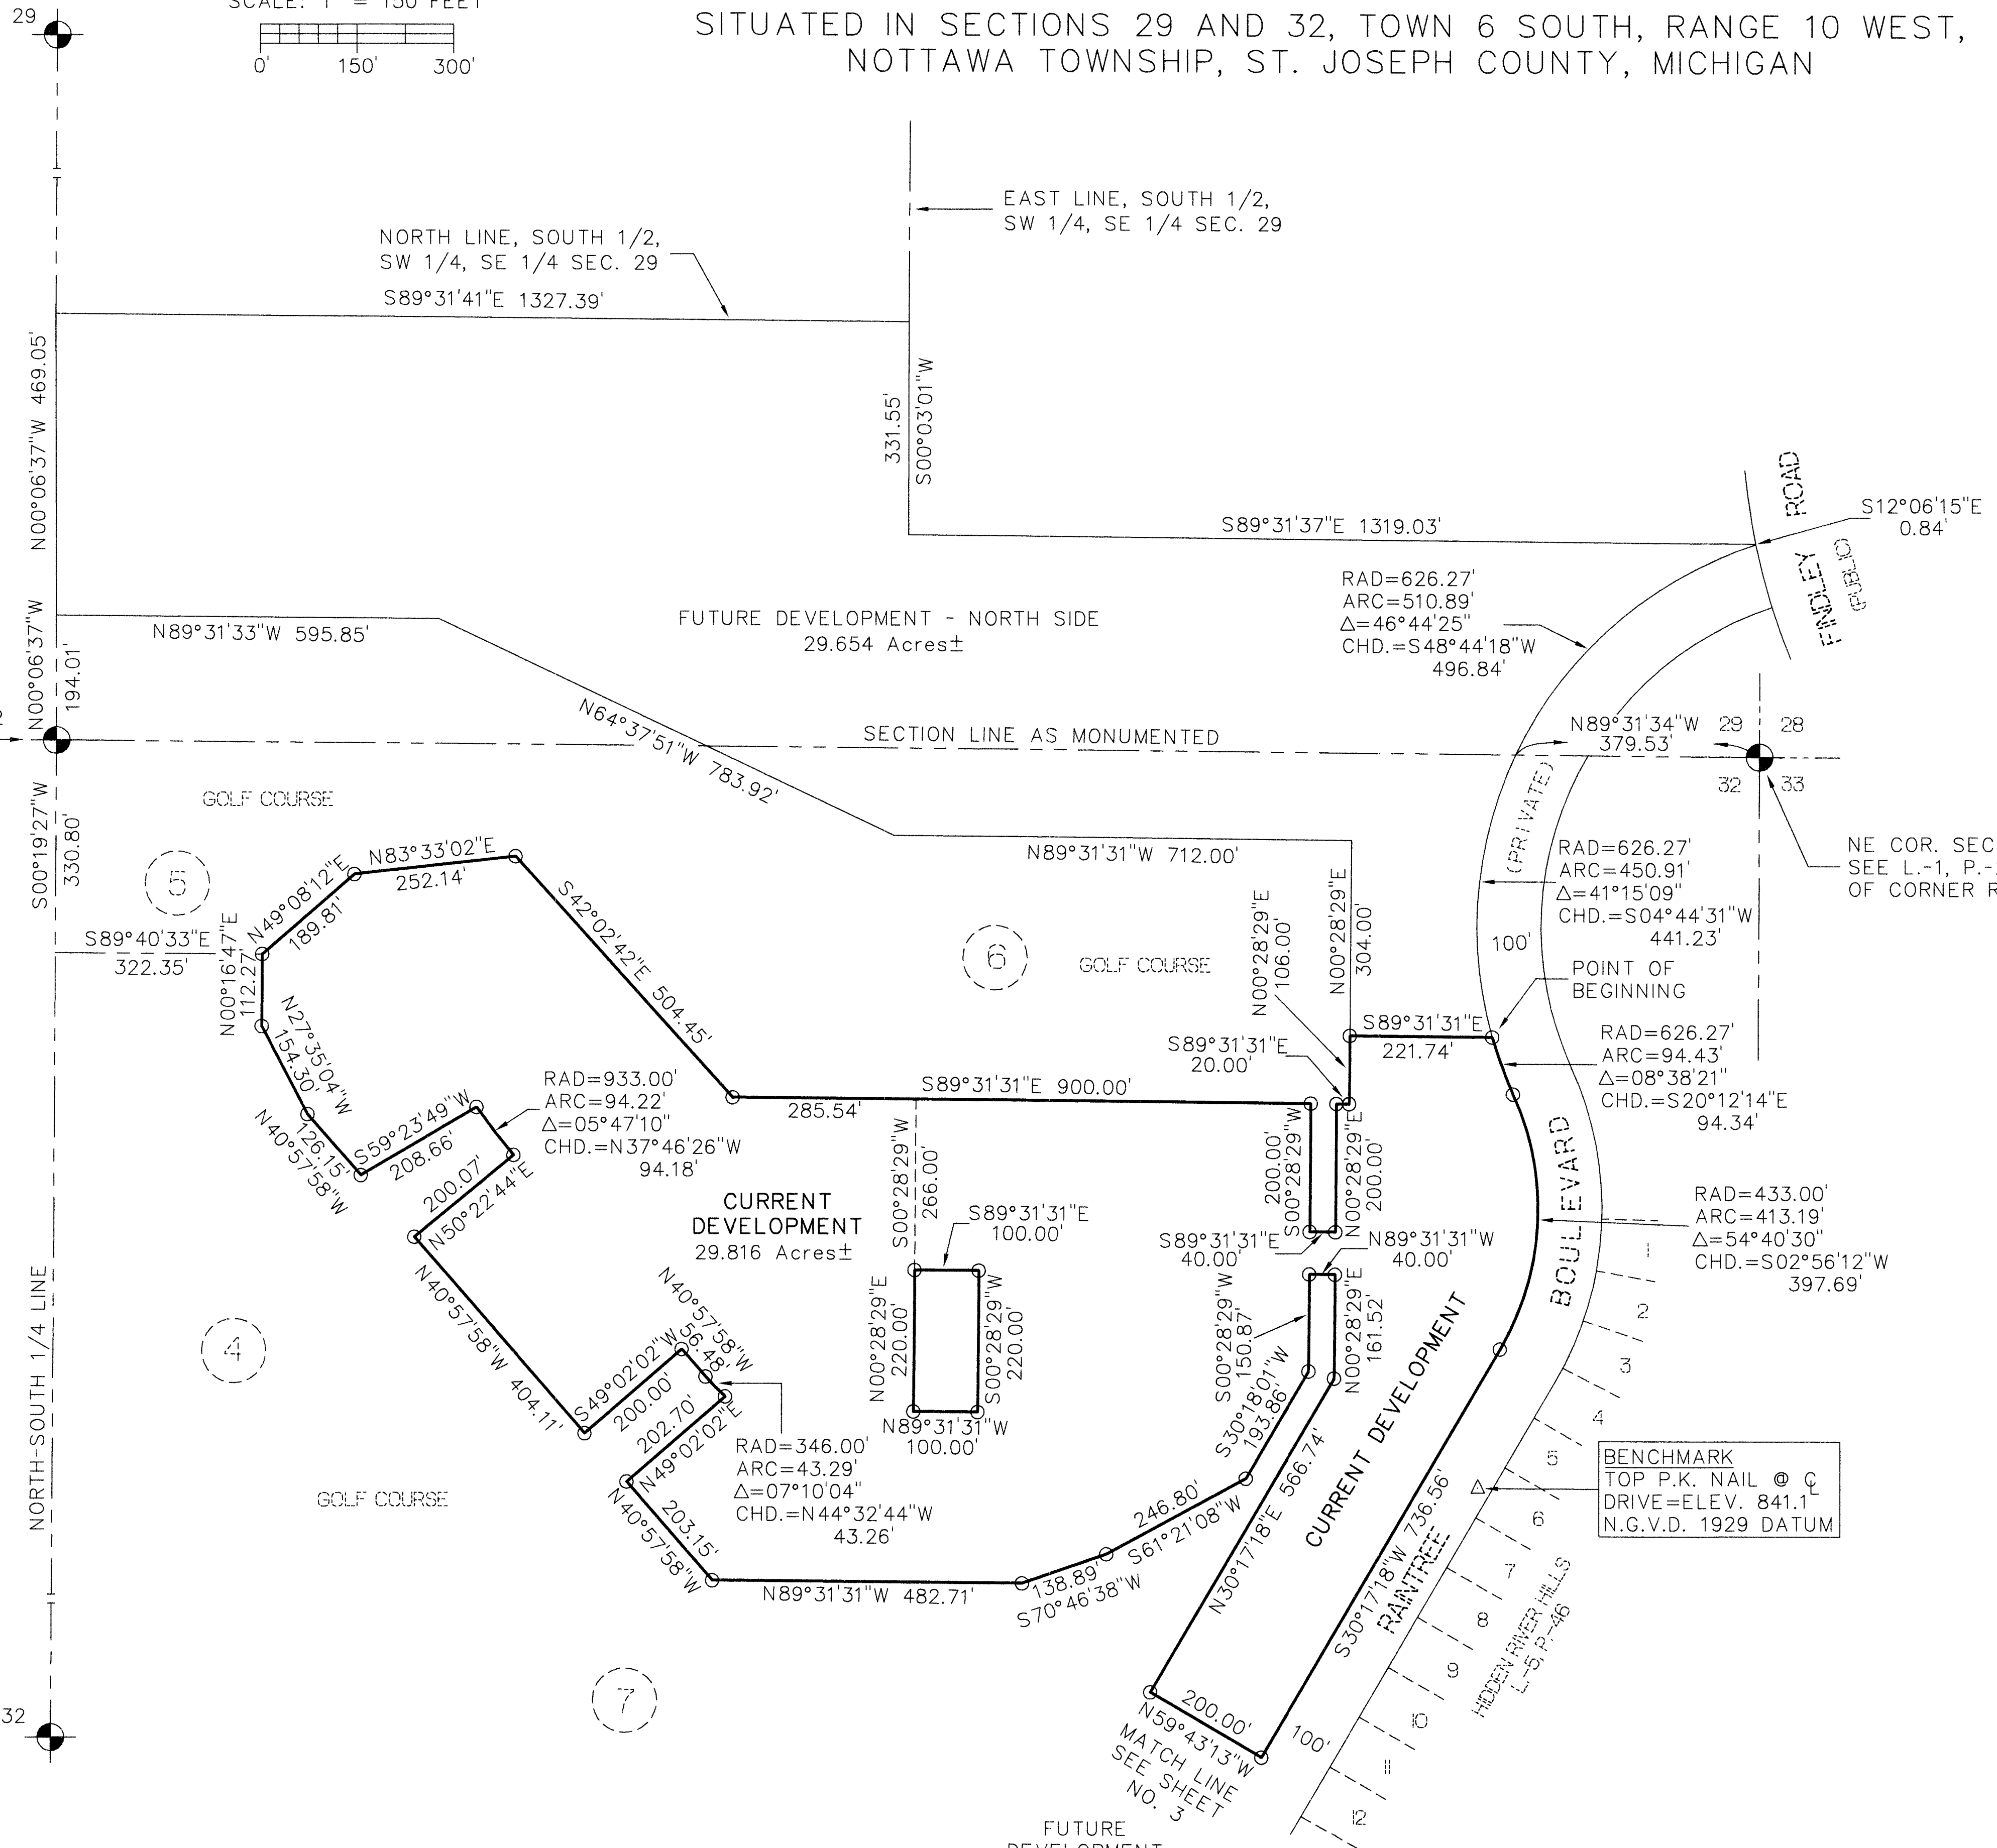 29
SCALE: 1" = 150 FEET
0' 150' 300'
SITUATED IN SECTIONS 29 AND 32, TOWN 6 SOUTH, RANGE 10 WEST,
NOTTAWA TOWNSHIP, ST. JOSEPH COUNTY, MICHIGAN
EAST LINE, SOUTH 1/2,
SW 1/4, SE 1/4 SEC. 29
NORTH LINE, SOUTH 1/2,
SW 1/4, SE 1/4 SEC. 29
S89°31'41"E 1327.39'
N00°06'37"W 469.05'
331.55'
S00°03'01"W
S89°31'37"E 1319.03'
FINDLEY ROAD
(PUBLIC)
S12°06'15"E
0.84'
RAD=626.27'
ARC=510.89'
Δ=46°44'25"
CHD.=S48°44'18"W
496.84'
N89°31'33"W 595.85'
FUTURE DEVELOPMENT - NORTH SIDE
29.654 Acres±
N00°06'37"W
194.01'
N64°37'51"W 783.92'
SECTION LINE AS MONUMENTED
N89°31'34"W
379.53'
29 28
32 33
(PRIVATE)
NE COR. SEC
SEE L.-1, P.-
OF CORNER R
GOLF COURSE
S00°19'27"W
330.80'
5
N83°33'02"E
252.14'
N49°08'12"E
189.81'
S89°40'33"E
322.35'
N00°16'47"E
112.27'
N27°35'04"W
154.30'
N40°57'58"W
126.15'
S59°23'49"W
208.66'
S42°02'42"E 504.45'
N89°31'31"W 712.00'
6
GOLF COURSE
N00°28'29"E
106.00'
N00°28'29"E
304.00'
RAD=626.27'
ARC=450.91'
Δ=41°15'09"
CHD.=S04°44'31"W
441.23'
100'
POINT OF
BEGINNING
S89°31'31"E
221.74'
S89°31'31"E
20.00'
RAD=626.27'
ARC=94.43'
Δ=08°38'21"
CHD.=S20°12'14"E
94.34'
RAD=933.00'
ARC=94.22'
Δ=05°47'10"
CHD.=N37°46'26"W
94.18'
S89°31'31"E 900.00'
285.54'
200.07'
N50°22'44"E
S00°28'29"W
266.00'
200.00'
S00°28'29"W
N00°28'29"E
200.00'
CURRENT
DEVELOPMENT
29.816 Acres±
S89°31'31"E
100.00'
S89°31'31"E
40.00'
N89°31'31"W
40.00'
RAD=433.00'
ARC=413.19'
Δ=54°40'30"
CHD.=S02°56'12"W
397.69'
BOULEVARD
NORTH-SOUTH 1/4 LINE
4
N40°57'58"W 404.11'
N40°57'58"W
56.48'
S49°02'02"W
200.00'
202.70'
N49°02'02"E
N00°28'29"E
220.00'
S00°28'29"W
220.00'
N89°31'31"W
100.00'
S00°28'29"W
150.87'
N00°28'29"E
161.52'
RAD=346.00'
ARC=43.29'
Δ=07°10'04"
CHD.=N44°32'44"W
43.26'
S30°18'01"W
193.86'
CURRENT DEVELOPMENT
1
2
3
4
5
6
7
8
9
10
11
12
BENCHMARK
TOP P.K. NAIL @ ℄
DRIVE=ELEV. 841.1
N.G.V.D. 1929 DATUM
GOLF COURSE
203.15'
N40°57'58"W
N89°31'31"W 482.71'
138.89'
S70°46'38"W
246.80'
S61°21'08"W
N30°17'18"E 566.74'
S30°17'18"W 736.56'
RAINTREE
HIDDEN RIVER HILLS
L.-5, P.-46
7
32
200.00'
N59°43'13"W
MATCH LINE
SEE SHEET
NO. 3
100'
FUTURE
DEVELOPMENT